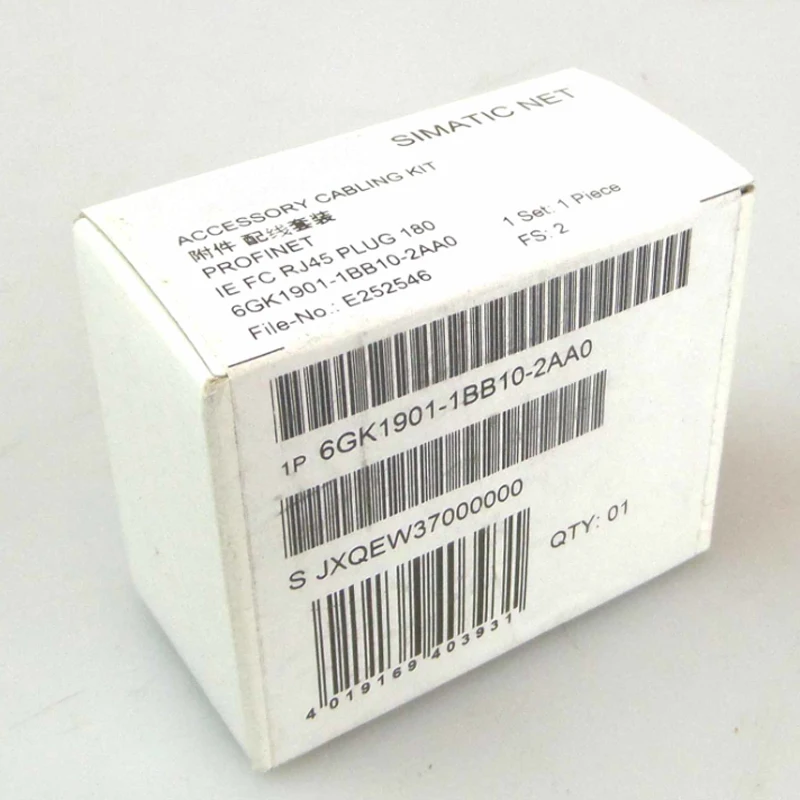 SIMATIC NET
ACCESSORY CABLING KIT
附件 配线套装
PROFINET
IE FC RJ45 PLUG 180
6GK1901-1BB10-2AA0
File-No.: E252546
1 Set: 1 Piece
FS: 2
1P 6GK1901-1BB10-2AA0
S JXQEW37000000
QTY: 01
4 019169 403931